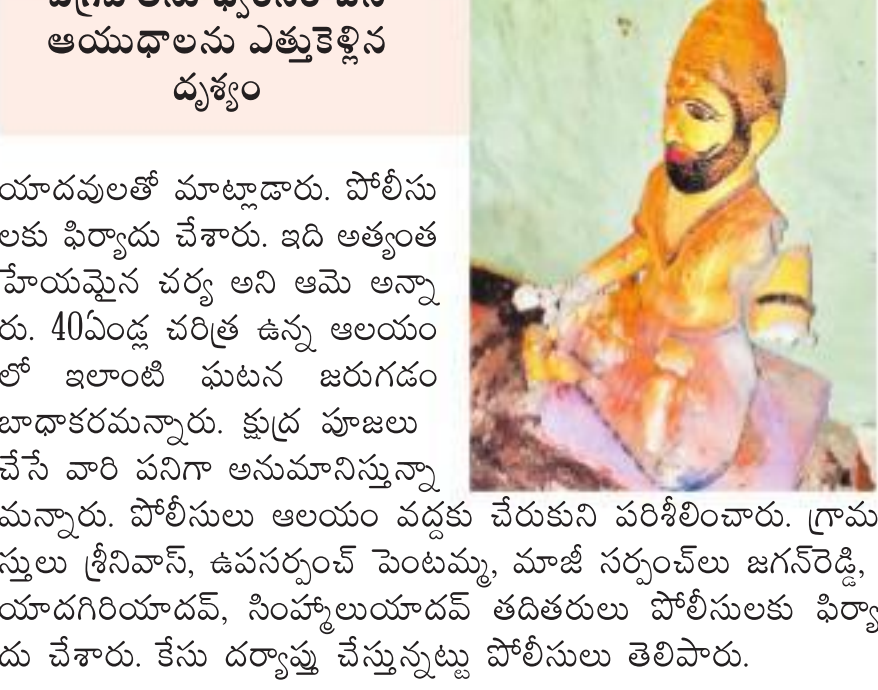 ఆయుధాలను ఎత్తుకెళ్లిన
దృశ్యం
యాదవులతో మాట్లాడారు. పోలీసు
లకు ఫిర్యాదు చేశారు. ఇది అత్యంత
హేయమైన చర్య అని ఆమె అన్నా
రు. 40ఏండ్ల చరిత్ర ఉన్న ఆలయం
లో ఇలాంటి ఘటన జరుగడం
బాధాకరమన్నారు. క్షుద్ర పూజలు
చేసే వారి పనిగా అనుమానిస్తున్నా
మన్నారు. పోలీసులు ఆలయం వద్దకు చేరుకుని పరిశీలించారు. గ్రామ
స్తులు శ్రీనివాస్, ఉపసర్పంచ్ పెంటమ్మ, మాజీ సర్పంచ్‌లు జగన్‌రెడ్డి,
యాదగిరియాదవ్, సింహ్మాలుయాదవ్ తదితరులు పోలీసులకు ఫిర్యా
దు చేశారు. కేసు దర్యాప్తు చేస్తున్నట్టు పోలీసులు తెలిపారు.